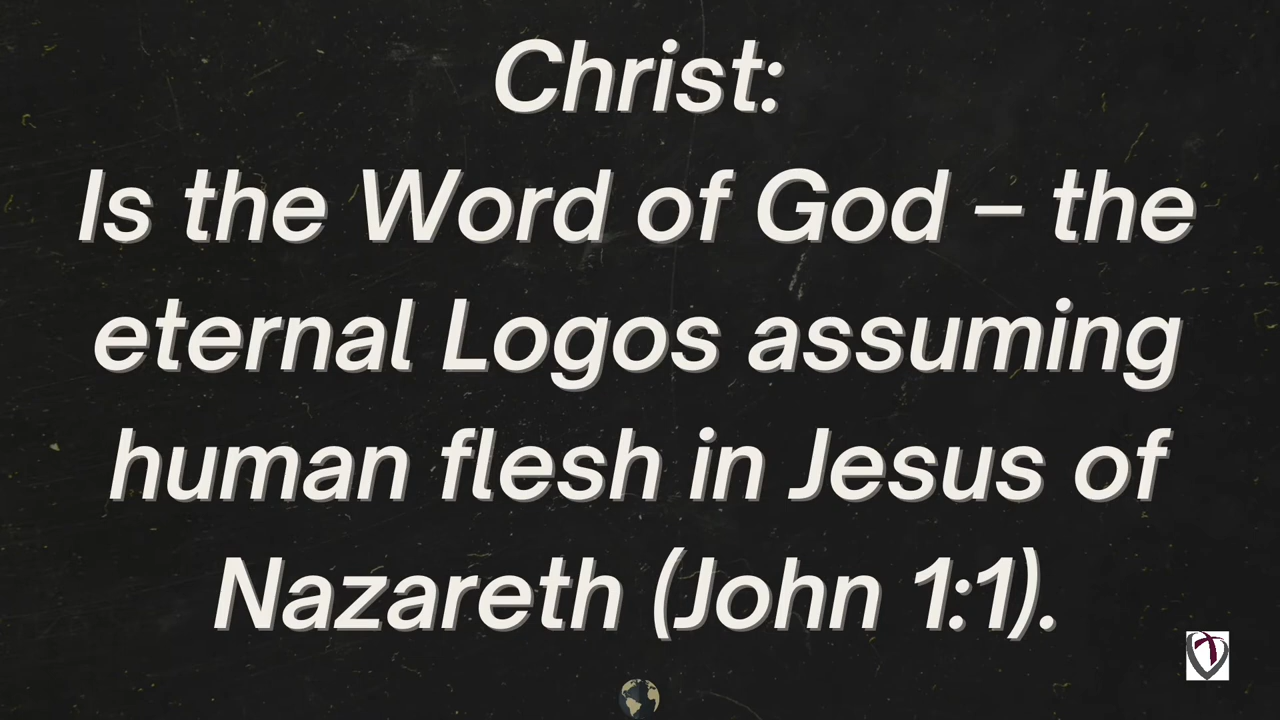 Christ:
Is the Word of God – the
eternal Logos assuming
human flesh in Jesus of
Nazareth (John 1:1).